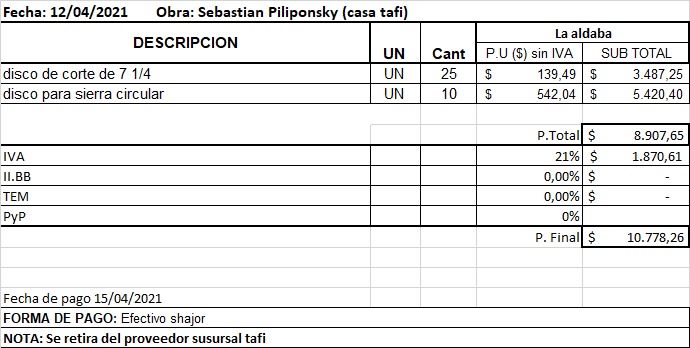 Fecha: 12/04/2021 Obra: Sebastian Piliponsky (casa tafi)
La aldaba
DESCRIPCION UN Cant P.U ($) sin IVA SUB TOTAL
disco de corte de 7 1/4 UN 25 $ 139,49 $ 3.487,25
disco para sierra circular UN 10 $ 542,04 $ 5.420,40
P.Total $ 8.907,65
IVA 21% $ 1.870,61
II.BB 0,00% $ -
TEM 0,00% $ -
PyP 0%
P. Final $ 10.778,26
Fecha de pago 15/04/2021
FORMA DE PAGO: Efectivo shajor
NOTA: Se retira del proveedor susursal tafi